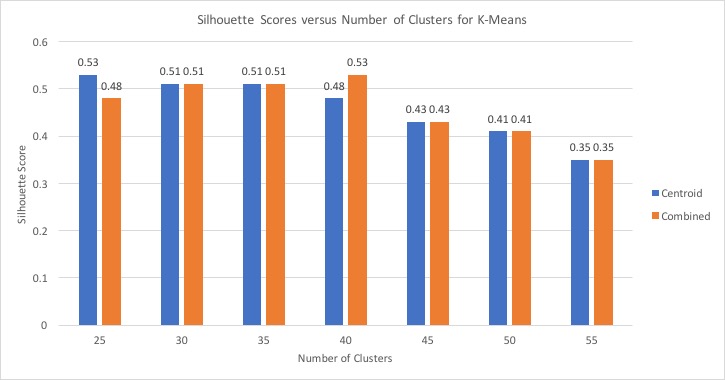 Silhouette Scores versus Number of Clusters for K-Means
0.6
0.5
0.4
0.3
0.2
0.1
0
Silhouette Score
0.53 0.48 0.51 0.51 0.51 0.51 0.48 0.53 0.43 0.43 0.41 0.41 0.35 0.35
25 30 35 40 45 50 55
Number of Clusters
Centroid
Combined